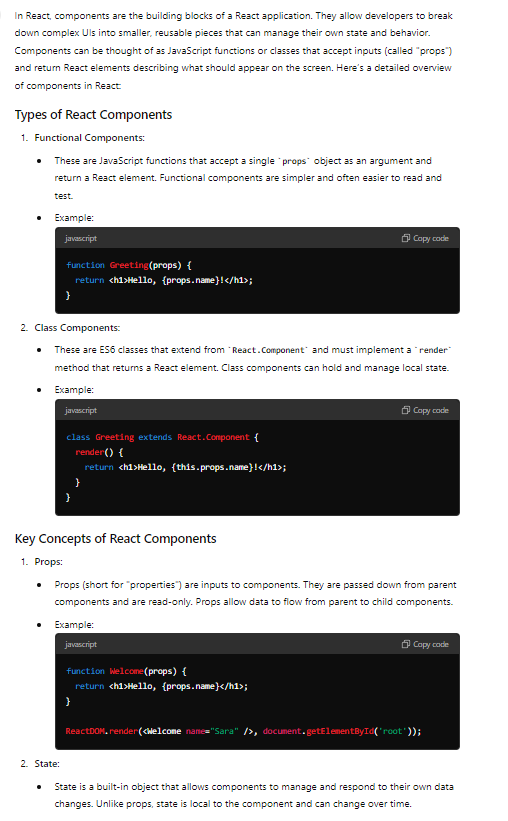 In React, components are the building blocks of a React application. They allow developers to break
down complex UIs into smaller, reusable pieces that can manage their own state and behavior.
Components can be thought of as JavaScript functions or classes that accept inputs (called "props")
and return React elements describing what should appear on the screen. Here's a detailed overview
of components in React:
Types of React Components
1. Functional Components:
• These are JavaScript functions that accept a single `props` object as an argument and
return a React element. Functional components are simpler and often easier to read and
test.
• Example:
javascript Copy code
function Greeting(props) {
return <h1>Hello, {props.name}!</h1>;
}
2. Class Components:
• These are ES6 classes that extend from `React.Component` and must implement a `render`
method that returns a React element. Class components can hold and manage local state.
• Example:
javascript Copy code
class Greeting extends React.Component {
render() {
return <h1>Hello, {this.props.name}!</h1>;
}
}
Key Concepts of React Components
1. Props:
• Props (short for "properties") are inputs to components. They are passed down from parent
components and are read-only. Props allow data to flow from parent to child components.
• Example:
javascript Copy code
function Welcome(props) {
return <h1>Hello, {props.name}</h1>;
}
ReactDOM.render(<Welcome name="Sara" />, document.getElementById('root'));
2. State:
• State is a built-in object that allows components to manage and respond to their own data
changes. Unlike props, state is local to the component and can change over time.